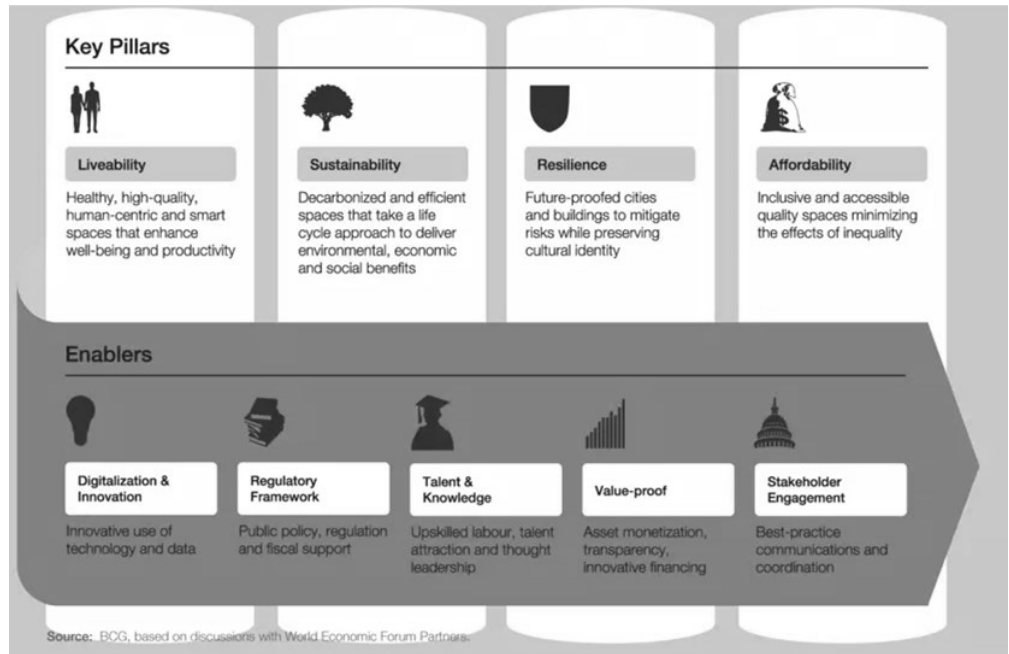 Key Pillars
Liveability
Healthy, high-quality,
human-centric and smart
spaces that enhance
well-being and productivity
Sustainability
Decarbonized and efficient
spaces that take a life
cycle approach to deliver
environmental, economic
and social benefits
Resilience
Future-proofed cities
and buildings to mitigate
risks while preserving
cultural identity
Affordability
Inclusive and accessible
quality spaces minimizing
the effects of inequality
Enablers
Digitalization &
Innovation
Innovative use of
technology and data
Regulatory
Framework
Public policy, regulation
and fiscal support
Talent &
Knowledge
Upskilled labour, talent
attraction and thought
leadership
Value-proof
Asset monetization,
transparency,
innovative financing
Stakeholder
Engagement
Best-practice
communications and
coordination
Source: BCG, based on discussions with World Economic Forum Partners.
$